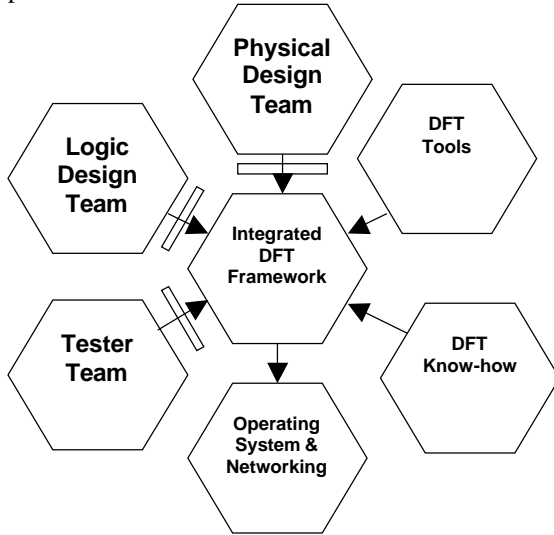 Physical
Design
Team
DFT
Tools
Logic
Design
Team
Integrated
DFT
Framework
Tester
Team
DFT
Know-how
Operating
System &
Networking